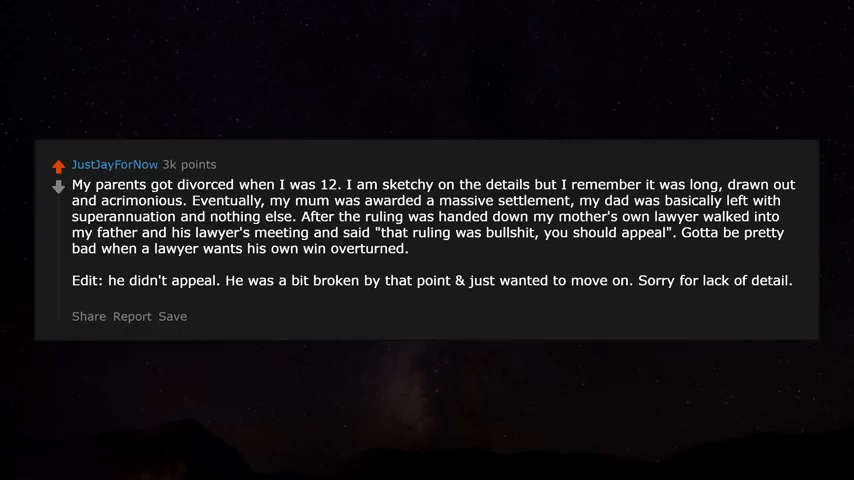 JustJayForNow 3k points
My parents got divorced when I was 12. I am sketchy on the details but I remember it was long, drawn out
and acrimonious. Eventually, my mum was awarded a massive settlement, my dad was basically left with
superannuation and nothing else. After the ruling was handed down my mother's own lawyer walked into
my father and his lawyer's meeting and said "that ruling was bullshit, you should appeal". Gotta be pretty
bad when a lawyer wants his own win overturned.
Edit: he didn't appeal. He was a bit broken by that point & just wanted to move on. Sorry for lack of detail.
Share Report Save